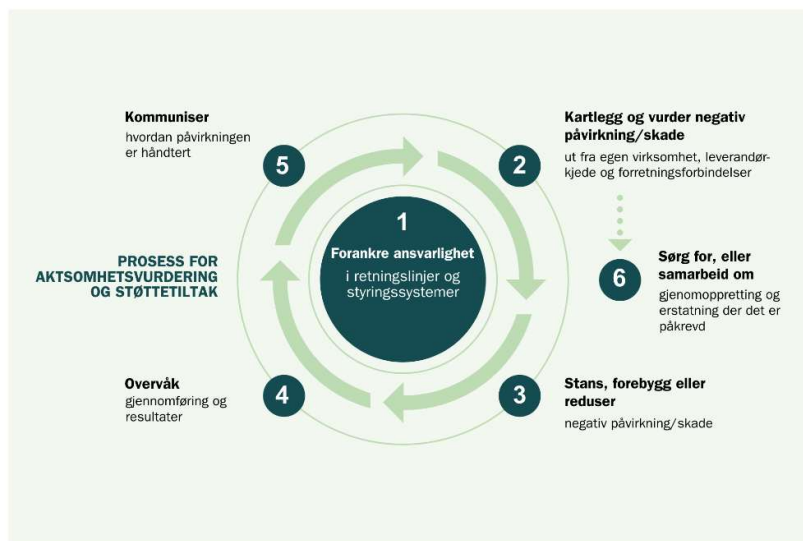 PROSESS FOR
AKTSOMHETSVURDERING
OG STØTTETILTAK
1
Forankre ansvarlighet
i retningslinjer og
styringssystemer
2
Kartlegg og vurder negativ
påvirkning/skade
ut fra egen virksomhet, leverandør-
kjede og forretningsforbindelser
3
Stans, forebygg eller
reduser
negativ påvirkning/skade
4
Overvåk
gjennomføring og
resultater
5
Kommuniser
hvordan påvirkningen
er håndtert
6
Sørg for, eller
samarbeid om
gjenomoppretting og
erstatning der det er
påkrevd